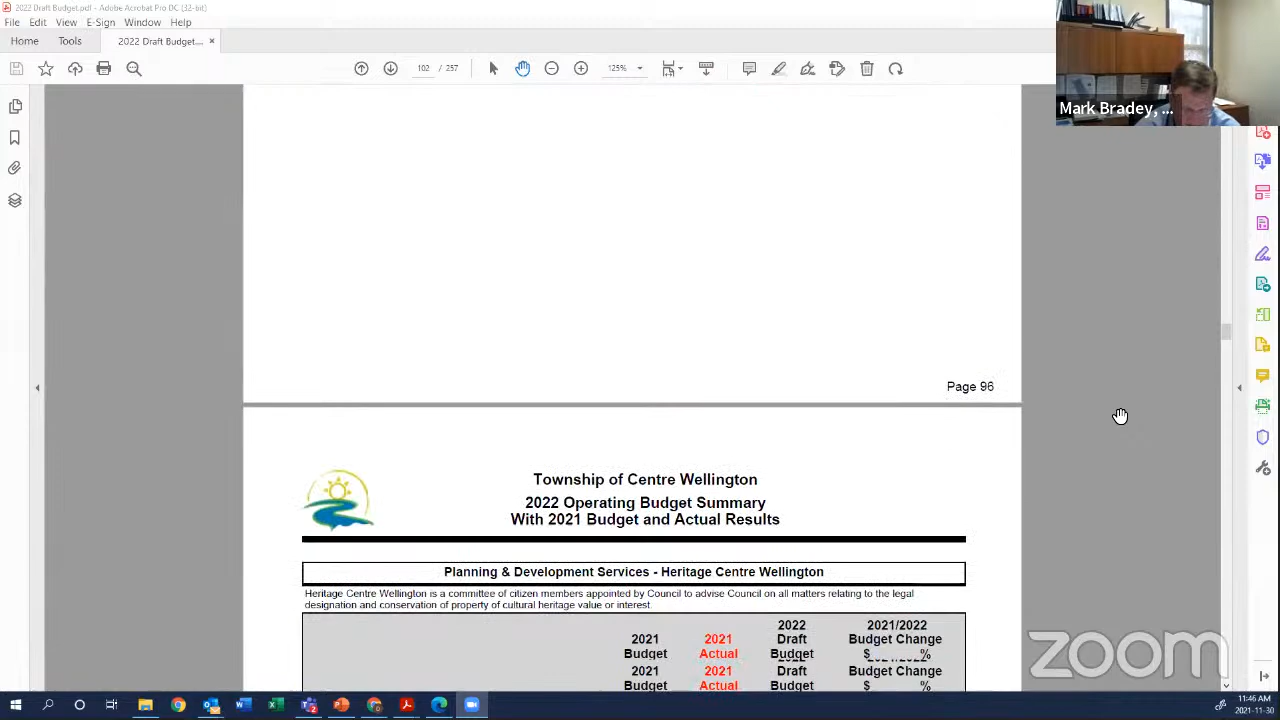 2022 Draft Budget.pdf - Adobe Acrobat Pro DC (32-bit)
File Edit View E-Sign Window Help
Home Tools 2022 Draft Budget... ×
102 / 257 125%
Mark Bradey, ...
Page 96
Township of Centre Wellington
2022 Operating Budget Summary
With 2021 Budget and Actual Results
Planning & Development Services - Heritage Centre Wellington
Heritage Centre Wellington is a committee of citizen members appointed by Council to advise Council on all matters relating to the legal
designation and conservation of property of cultural heritage value or interest.
2022 2021/2022
2021 2021 Draft Budget Change
Budget Actual Budget $ %
2021 2021 Draft Budget Change
Budget Actual Budget $ %
zoom
11:46 AM
2021-11-30